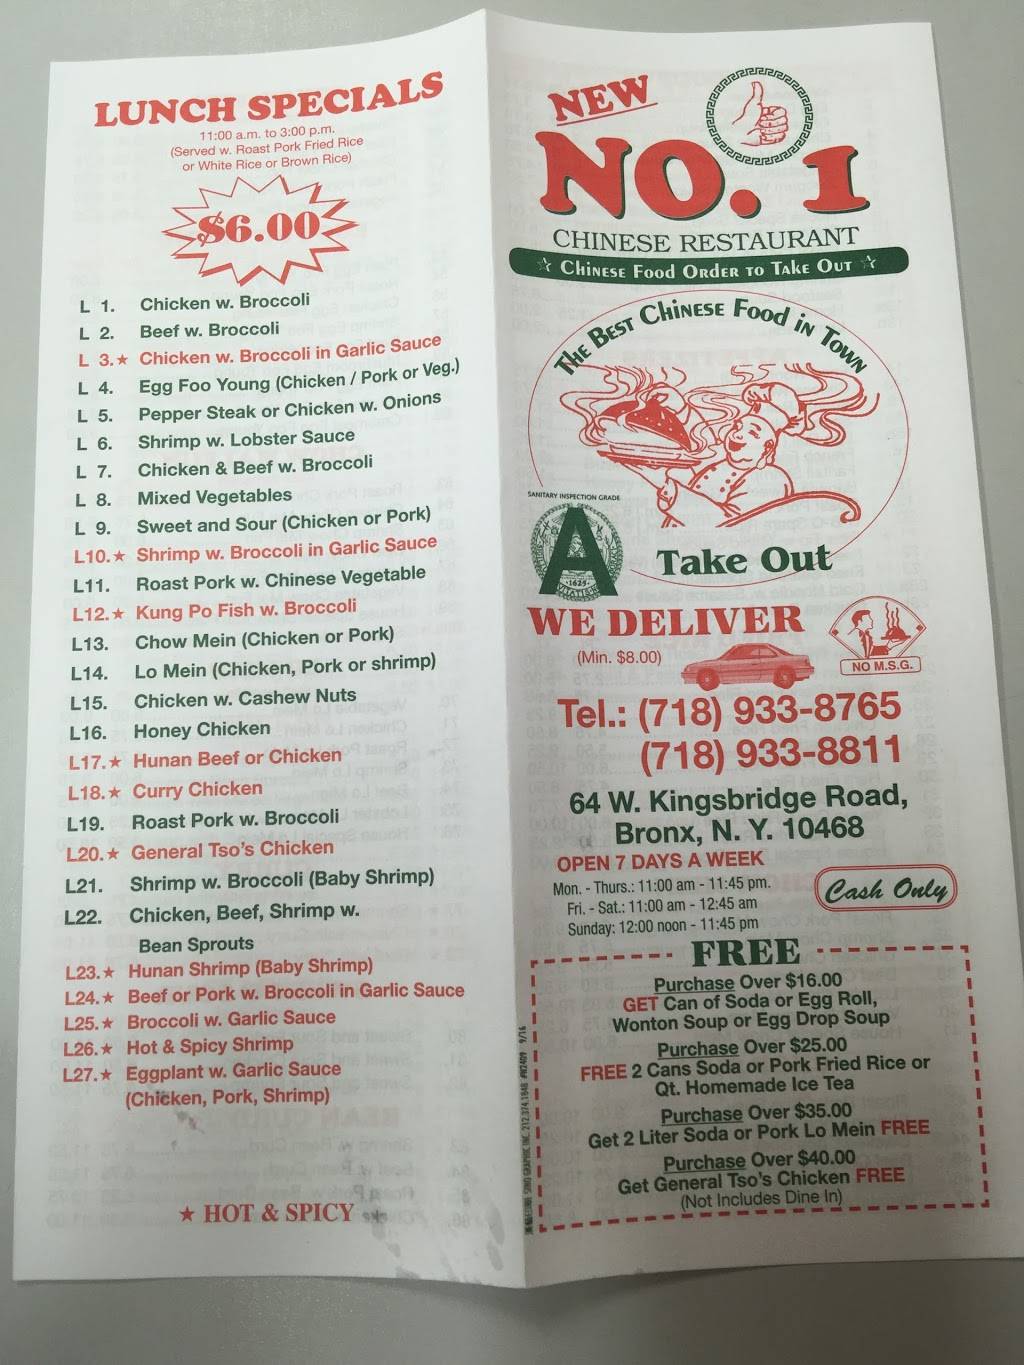 LUNCH SPECIALS
11:00 a.m. to 3:00 p.m.
(Served w. Roast Pork Fried Rice
or White Rice or Brown Rice)
$6.00
L 1. Chicken w. Broccoli
L 2. Beef w. Broccoli
L 3.★ Chicken w. Broccoli in Garlic Sauce
L 4. Egg Foo Young (Chicken / Pork or Veg.)
L 5. Pepper Steak or Chicken w. Onions
L 6. Shrimp w. Lobster Sauce
L 7. Chicken & Beef w. Broccoli
L 8. Mixed Vegetables
L 9. Sweet and Sour (Chicken or Pork)
L10.★ Shrimp w. Broccoli in Garlic Sauce
L11. Roast Pork w. Chinese Vegetable
L12.★ Kung Po Fish w. Broccoli
L13. Chow Mein (Chicken or Pork)
L14. Lo Mein (Chicken, Pork or shrimp)
L15. Chicken w. Cashew Nuts
L16. Honey Chicken
L17.★ Hunan Beef or Chicken
L18.★ Curry Chicken
L19. Roast Pork w. Broccoli
L20.★ General Tso's Chicken
L21. Shrimp w. Broccoli (Baby Shrimp)
L22. Chicken, Beef, Shrimp w.
Bean Sprouts
L23.★ Hunan Shrimp (Baby Shrimp)
L24.★ Beef or Pork w. Broccoli in Garlic Sauce
L25.★ Broccoli w. Garlic Sauce
L26.★ Hot & Spicy Shrimp
L27.★ Eggplant w. Garlic Sauce
(Chicken, Pork, Shrimp)
★ HOT & SPICY
NEW
NO. 1
CHINESE RESTAURANT
☆ CHINESE FOOD ORDER TO TAKE OUT ☆
THE BEST CHINESE FOOD IN TOWN
SANITARY INSPECTION GRADE
A
1625
Take Out
WE DELIVER
(Min. $8.00)
NO M.S.G.
Tel.: (718) 933-8765
(718) 933-8811
64 W. Kingsbridge Road,
Bronx, N. Y. 10468
OPEN 7 DAYS A WEEK
Mon. - Thurs.: 11:00 am - 11:45 pm.
Fri. - Sat.: 11:00 am - 12:45 am
Sunday: 12:00 noon - 11:45 pm
Cash Only
FREE
Purchase Over $16.00
GET Can of Soda or Egg Roll,
Wonton Soup or Egg Drop Soup
Purchase Over $25.00
FREE 2 Cans Soda or Pork Fried Rice or
Qt. Homemade Ice Tea
Purchase Over $35.00
Get 2 Liter Soda or Pork Lo Mein FREE
Purchase Over $40.00
Get General Tso's Chicken FREE
(Not Includes Dine In)
GRAPHIC INC. 212.374.1848 #R2409 9/16